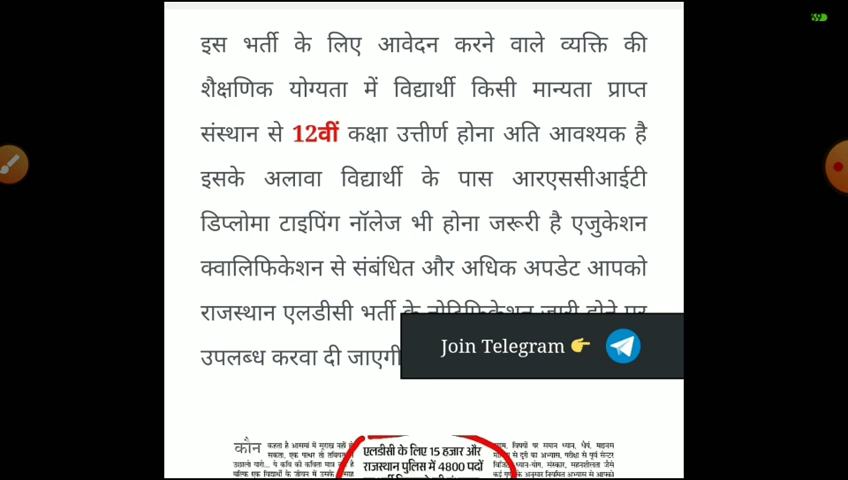 इस भर्ती के लिए आवेदन करने वाले व्यक्ति की
शैक्षणिक योग्यता में विद्यार्थी किसी मान्यता प्राप्त
संस्थान से 12वीं कक्षा उत्तीर्ण होना अति आवश्यक है
इसके अलावा विद्यार्थी के पास आरएससीआईटी
डिप्लोमा टाइपिंग नॉलेज भी होना जरूरी है एजुकेशन
क्वालिफिकेशन से संबंधित और अधिक अपडेट आपको
राजस्थान एलडीसी भर्ती के नोटिफिकेशन जारी होने पर
उपलब्ध करवा दी जाएगी
Join Telegram
कौन
एलडीसी के लिए 15 हजार और
राजस्थान पुलिस में 4800 पदों